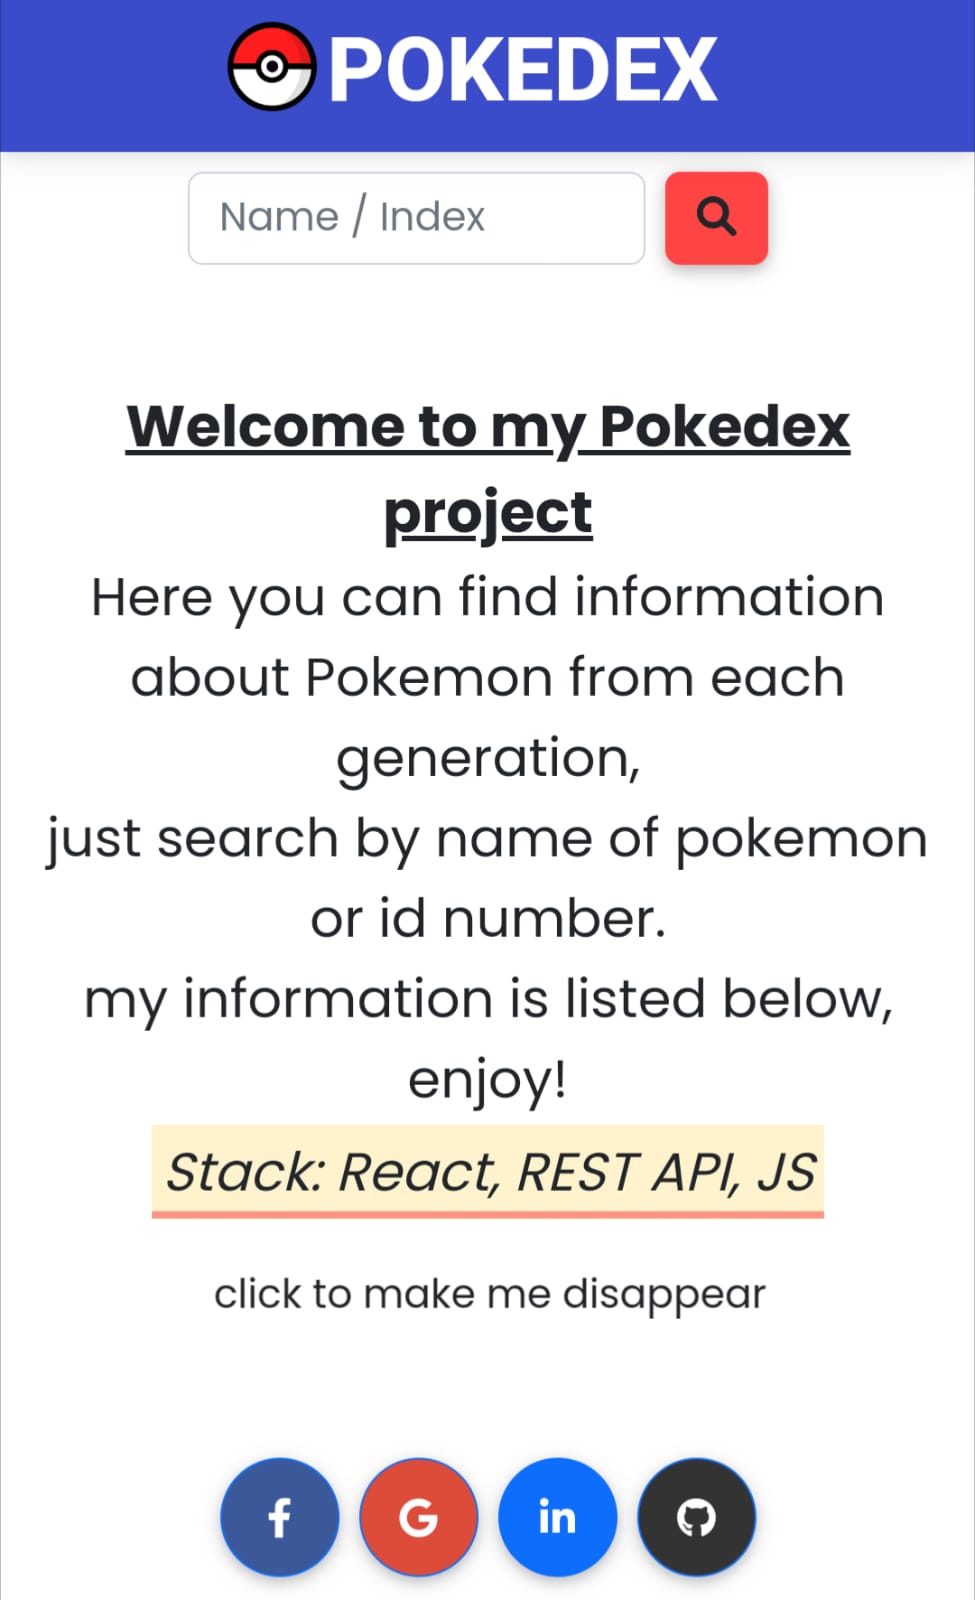 POKEDEX
Name / Index
Welcome to my Pokedex
project
Here you can find information
about Pokemon from each
generation,
just search by name of pokemon
or id number.
my information is listed below,
enjoy!
Stack: React, REST API, JS
click to make me disappear
f G in